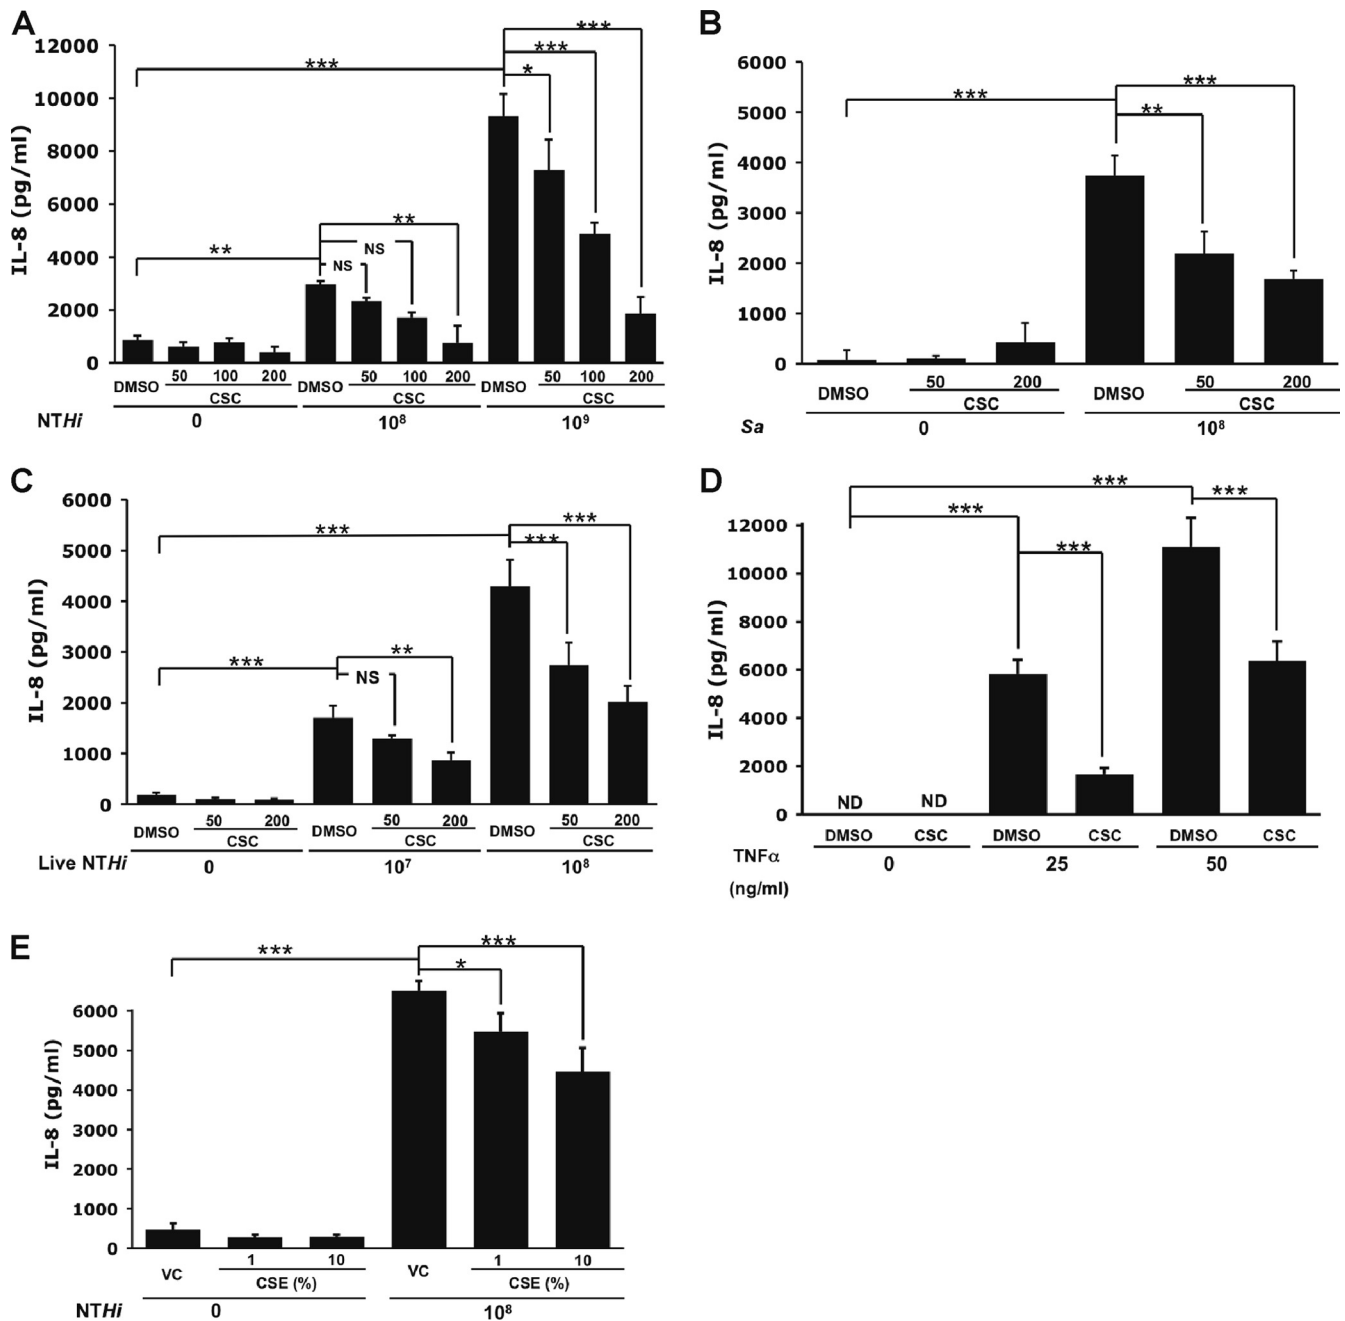 A
IL-8 (pg/ml)
12000
10000
8000
6000
4000
2000
0
***
***
***
*
**
**
NS
NS
DMSO 50 100 200 DMSO 50 100 200 DMSO 50 100 200
CSC CSC CSC
NTHi 0 10⁸ 10⁹
B
IL-8 (pg/ml)
6000
5000
4000
3000
2000
1000
0
***
***
**
DMSO 50 200 DMSO 50 200
CSC CSC
Sa 0 10⁸
C
IL-8 (pg/ml)
6000
5000
4000
3000
2000
1000
0
***
***
***
***
**
NS
DMSO 50 200 DMSO 50 200 DMSO 50 200
CSC CSC CSC
Live NTHi 0 10⁷ 10⁸
D
IL-8 (pg/ml)
12000
10000
8000
6000
4000
2000
0
***
***
***
***
ND ND
DMSO CSC DMSO CSC DMSO CSC
TNFα 0 25 50
(ng/ml)
E
IL-8 (pg/ml)
6000
5000
4000
3000
2000
1000
0
***
***
*
VC 1 10 VC 1 10
CSE (%) CSE (%)
NTHi 0 10⁸